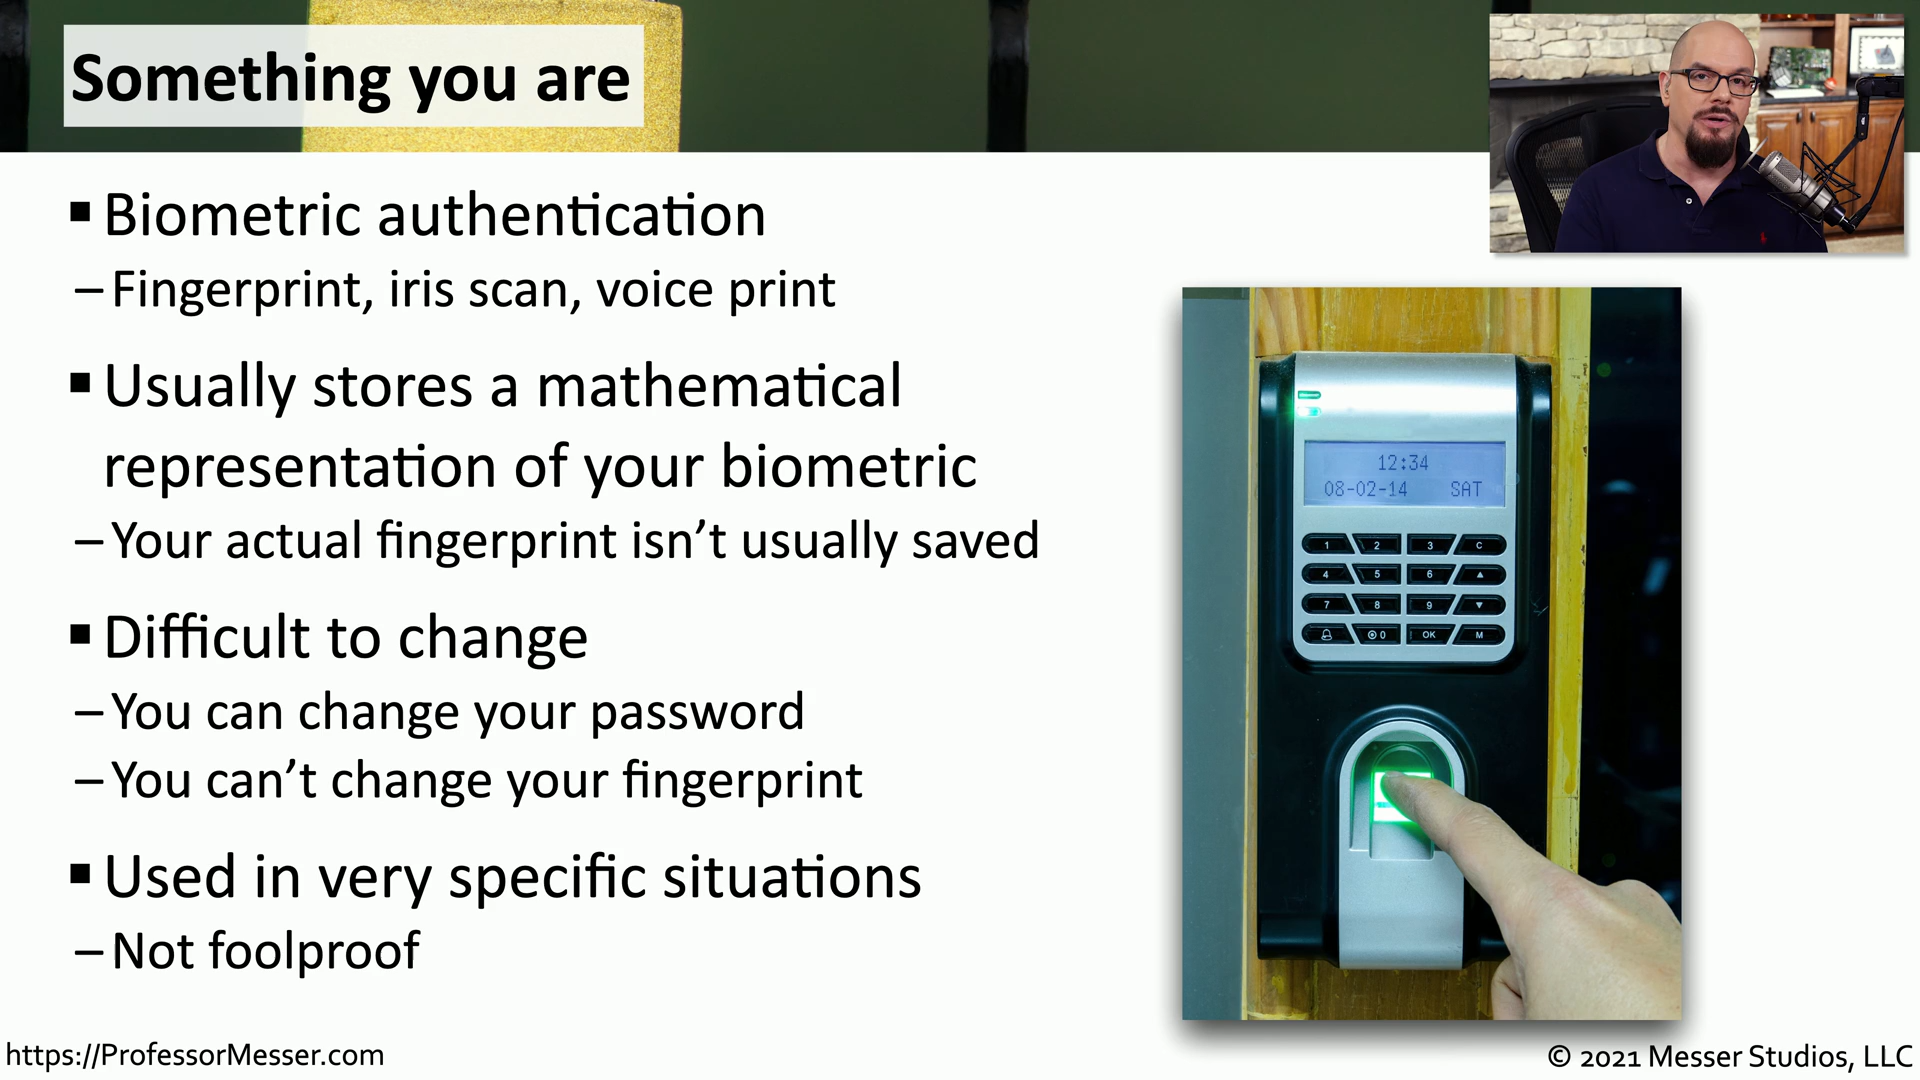 Something you are
▪ Biometric authentication
– Fingerprint, iris scan, voice print
▪ Usually stores a mathematical
representation of your biometric
– Your actual fingerprint isn’t usually saved
▪ Difficult to change
– You can change your password
– You can’t change your fingerprint
▪ Used in very specific situations
– Not foolproof
12:34
08-02-14 SAT
1 2 3 C
4 5 6 ▲
7 8 9 ▼
0 OK M
https://ProfessorMesser.com
© 2021 Messer Studios, LLC